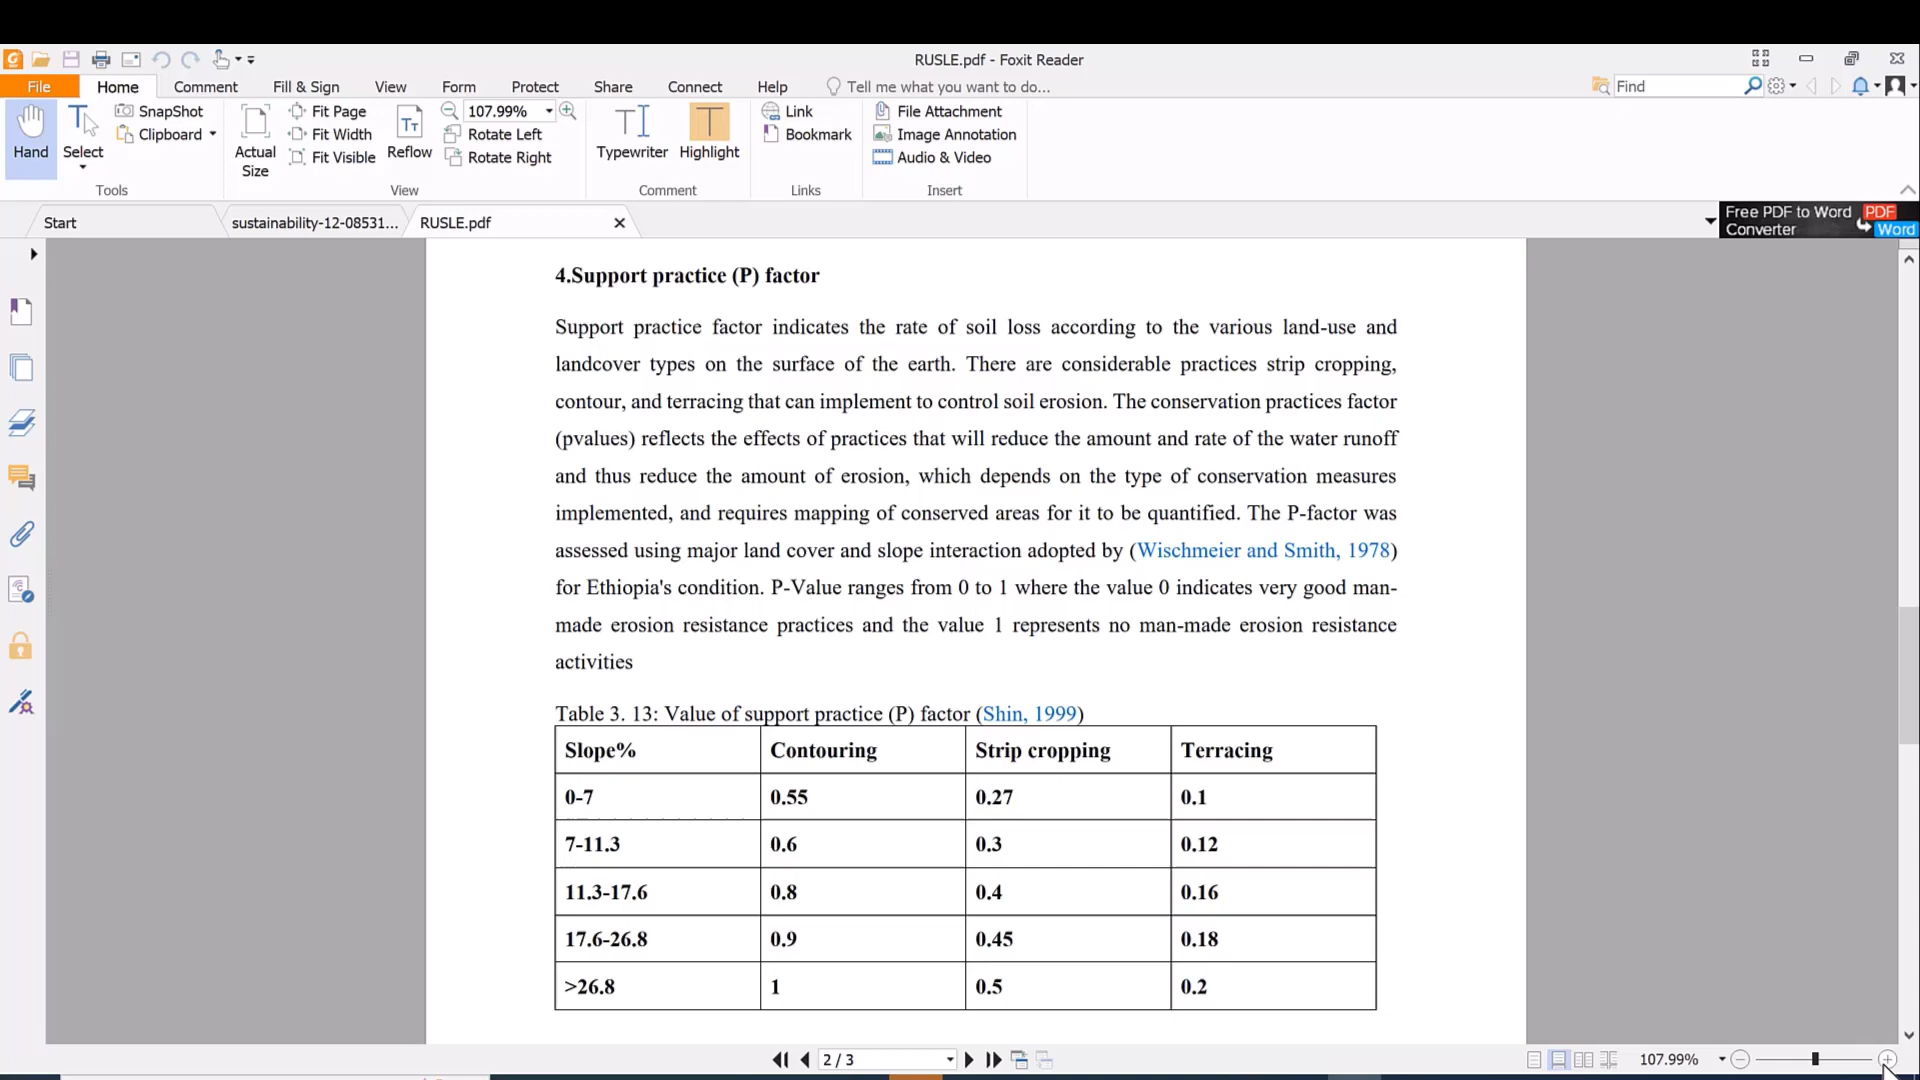 RUSLE.pdf - Foxit Reader
File Home Comment Fill & Sign View Form Protect Share Connect Help Tell me what you want to do... Find
Hand
Select
SnapShot
Clipboard
Tools
Actual Size
Fit Page
Fit Width
Fit Visible
Reflow
107.99%
Rotate Left
Rotate Right
View
Typewriter
Highlight
Comment
Link
Bookmark
Links
File Attachment
Image Annotation
Audio & Video
Insert
Start sustainability-12-08531... RUSLE.pdf
Free PDF to Word Converter PDF Word
4.Support practice (P) factor
Support practice factor indicates the rate of soil loss according to the various land-use and
landcover types on the surface of the earth. There are considerable practices strip cropping,
contour, and terracing that can implement to control soil erosion. The conservation practices factor
(pvalues) reflects the effects of practices that will reduce the amount and rate of the water runoff
and thus reduce the amount of erosion, which depends on the type of conservation measures
implemented, and requires mapping of conserved areas for it to be quantified. The P-factor was
assessed using major land cover and slope interaction adopted by (Wischmeier and Smith, 1978)
for Ethiopia's condition. P-Value ranges from 0 to 1 where the value 0 indicates very good man-
made erosion resistance practices and the value 1 represents no man-made erosion resistance
activities
Table 3. 13: Value of support practice (P) factor (Shin, 1999)
Slope% Contouring Strip cropping Terracing
0-7 0.55 0.27 0.1
7-11.3 0.6 0.3 0.12
11.3-17.6 0.8 0.4 0.16
17.6-26.8 0.9 0.45 0.18
>26.8 1 0.5 0.2
2 / 3 107.99%